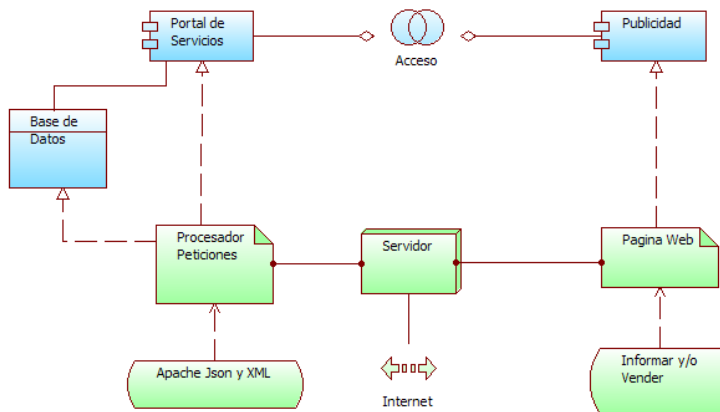 Portal de
Servicios
Acceso
Publicidad
Base de
Datos
Procesador
Peticiones
Servidor
Pagina Web
Apache Json y XML
Internet
Informar y/o
Vender